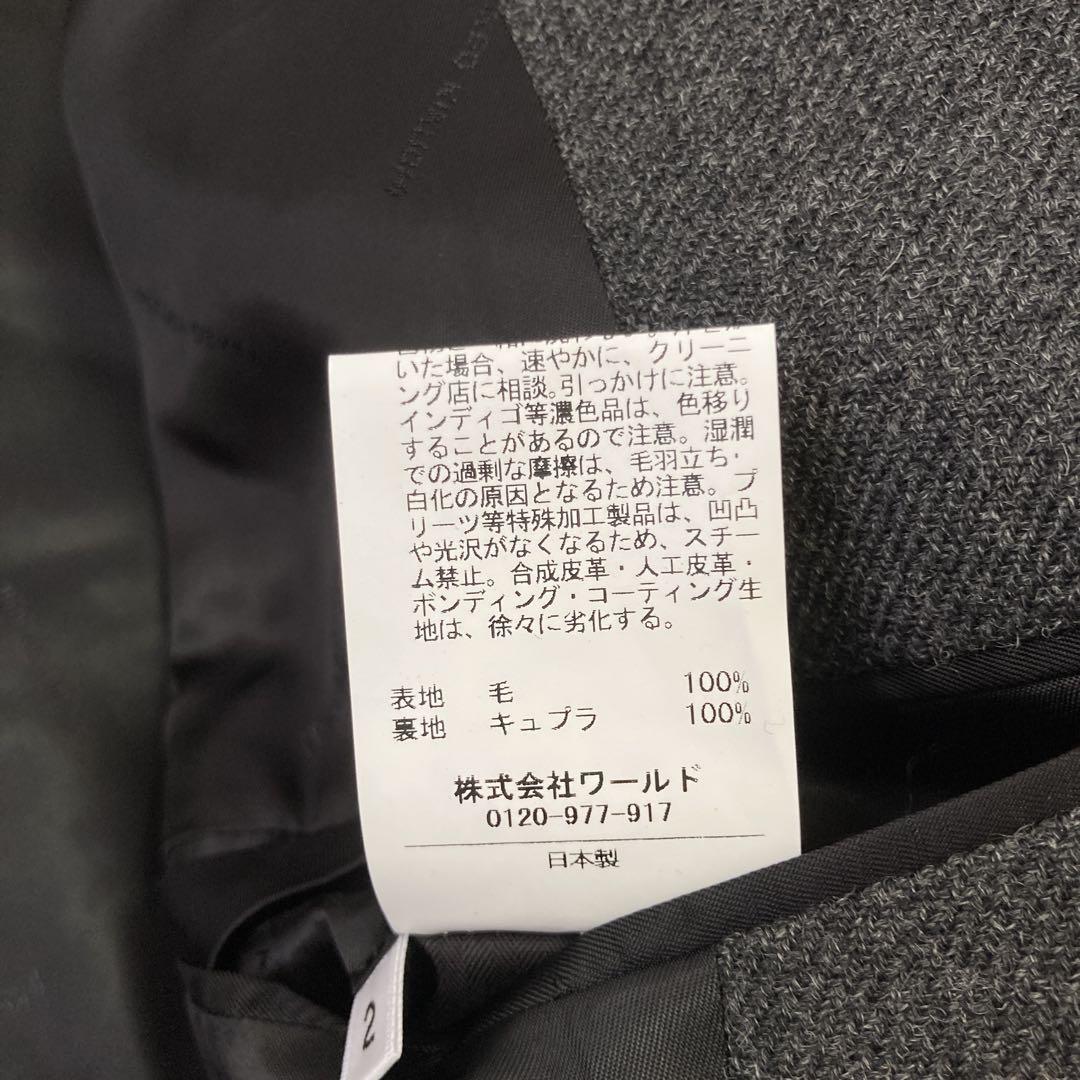 いた場合、速やかに、クリーニ
ング店に相談。引っかけに注意。
インディゴ等濃色品は、色移り
することがあるので注意。湿潤
での過剰な摩擦は、毛羽立ち・
白化の原因となるため注意。プ
リーツ等特殊加工製品は、凹凸
や光沢がなくなるため、スチー
ム禁止。合成皮革・人工皮革・
ボンディング・コーティング生
地は、徐々に劣化する。
表地 毛 100%
裏地 キュプラ 100%
株式会社ワールド
0120-977-917
日本製
2